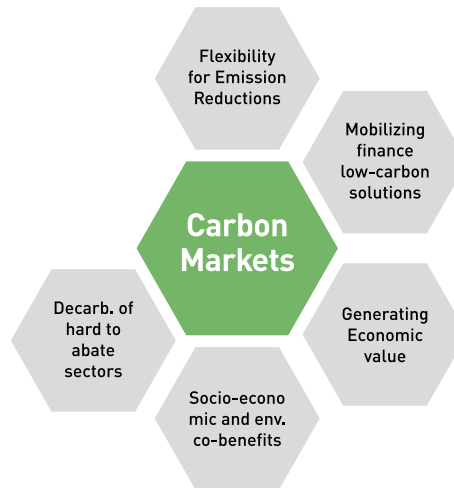 Flexibility
for Emission
Reductions
Mobilizing
finance
low-carbon
solutions
Carbon
Markets
Generating
Economic
value
Decarb. of
hard to
abate
sectors
Socio-econo
mic and env.
co-benefits